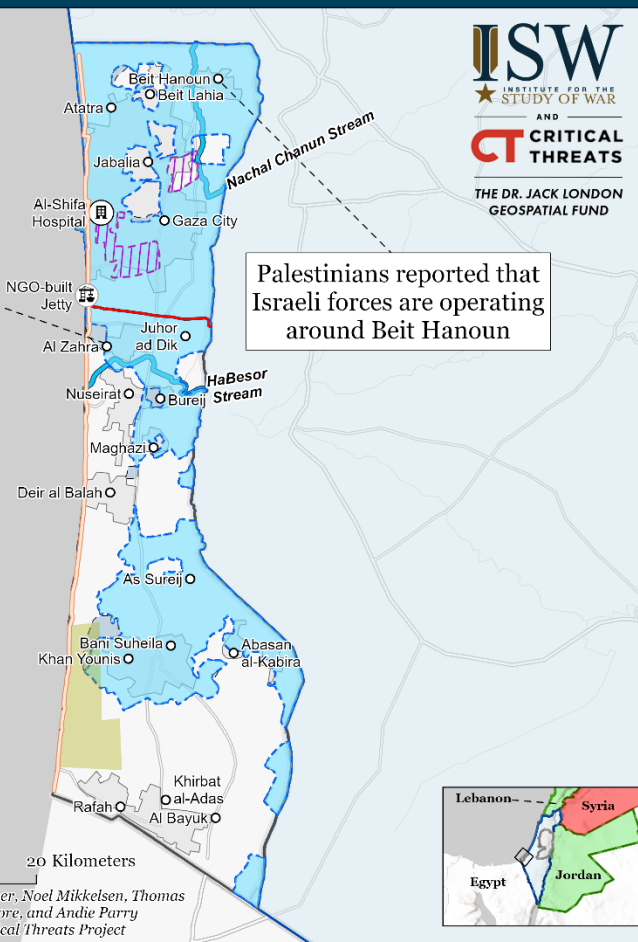 ISW
INSTITUTE FOR THE
STUDY OF WAR
AND
CT CRITICAL
THREATS
THE DR. JACK LONDON
GEOSPATIAL FUND
Beit Hanoun
Beit Lahia
Atatra
Nachal Chanun Stream
Jabalia
Al-Shifa
Hospital
Gaza City
Palestinians reported that
Israeli forces are operating
around Beit Hanoun
NGO-built
Jetty
Juhor
ad Dik
Al Zahra
HaBesor
Stream
Nuseirat
Bureij
Maghazi
Deir al Balah
As Sureij
Bani Suheila
Khan Younis
Abasan
al-Kabira
Khirbat
al-Adas
Rafah
Al Bayuk
Lebanon
Syria
Jordan
Egypt
20 Kilometers
er, Noel Mikkelsen, Thomas
ore, and Andie Parry
cal Threats Project